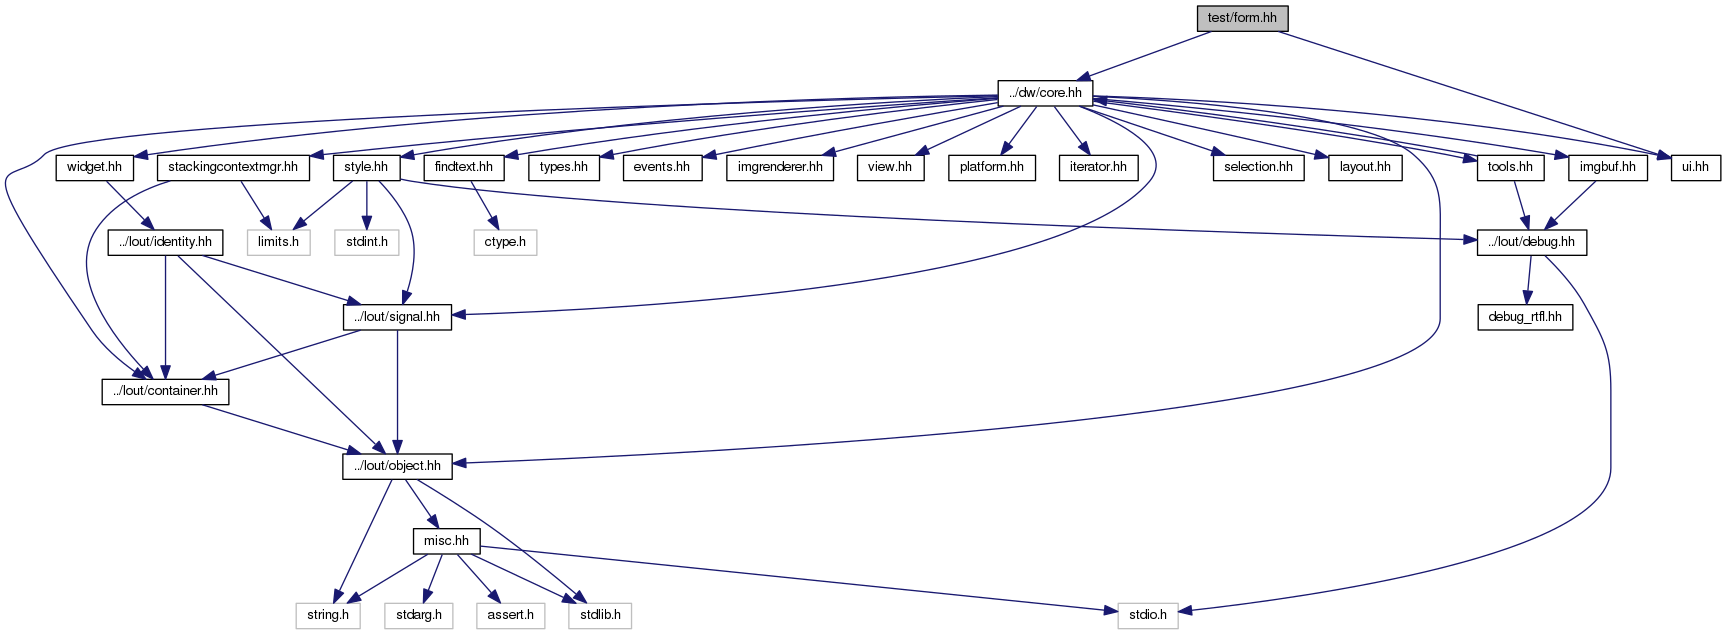 test/form.hh
../dw/core.hh
widget.hh
stackingcontextmgr.hh
style.hh
findtext.hh
types.hh
events.hh
imgrenderer.hh
view.hh
platform.hh
iterator.hh
selection.hh
layout.hh
tools.hh
imgbuf.hh
ui.hh
../lout/identity.hh
limits.h
stdint.h
ctype.h
../lout/debug.hh
../lout/signal.hh
debug_rtfl.hh
../lout/container.hh
../lout/object.hh
misc.hh
string.h
stdarg.h
assert.h
stdlib.h
stdio.h